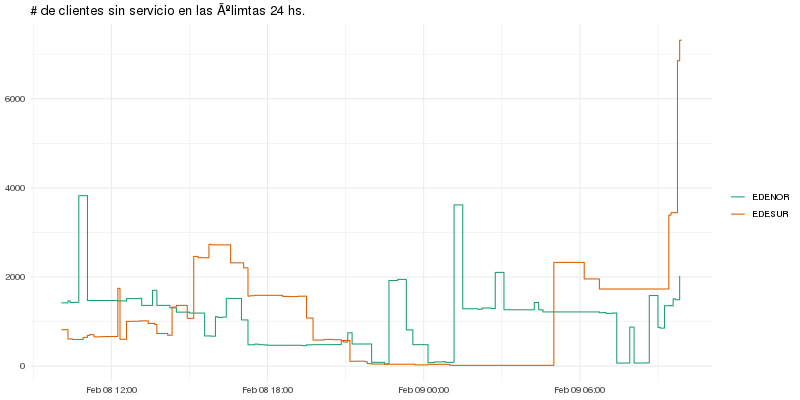 # de clientes sin servicio en las Ãºlimtas 24 hs.
6000
4000
2000
0
Feb 08 12:00
Feb 08 18:00
Feb 09 00:00
Feb 09 06:00
EDENOR
EDESUR